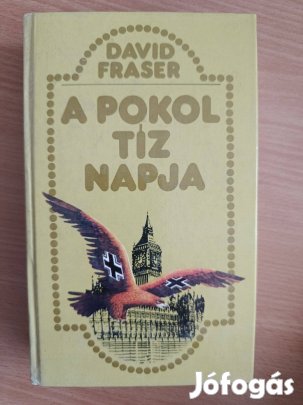 DAVID
FRASER
A POKOL
TÍZ
NAPJA
Jófogás